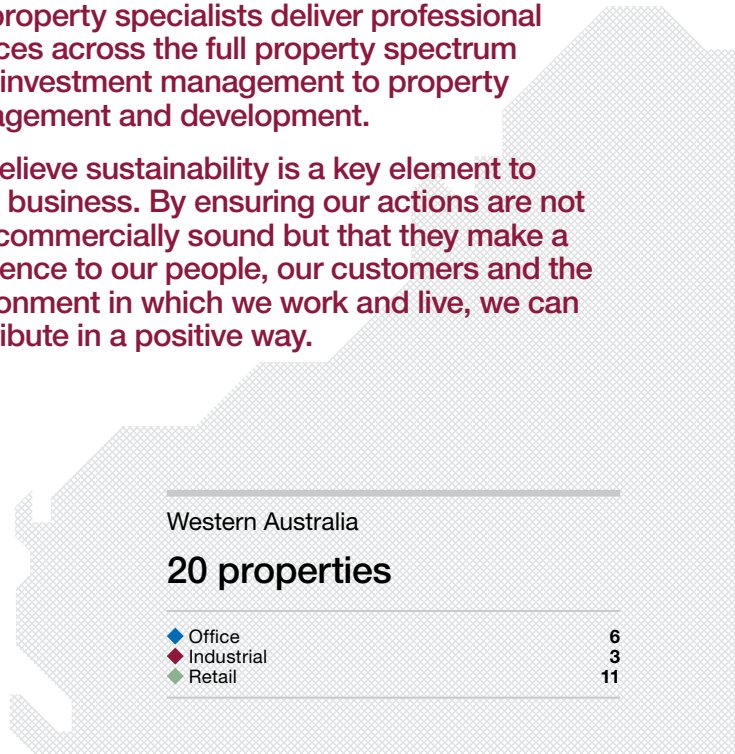 property specialists deliver professional
ces across the full property spectrum
investment management to property
agement and development.
elieve sustainability is a key element to
business. By ensuring our actions are not
commercially sound but that they make a
ence to our people, our customers and the
onment in which we work and live, we can
ribute in a positive way.
Western Australia
20 properties
Office 6
Industrial 3
Retail 11